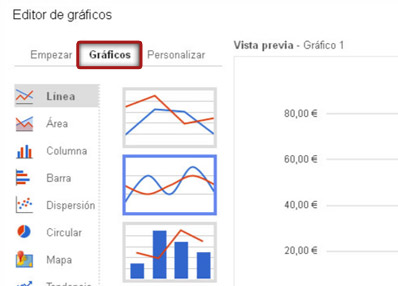 Editor de gráficos
Empezar Gráficos Personalizar
Vista previa - Gráfico 1
Línea
Área
Columna
Barra
Dispersión
Circular
Mapa
Tendencia
80,00 €
60,00 €
40,00 €
20,00 €